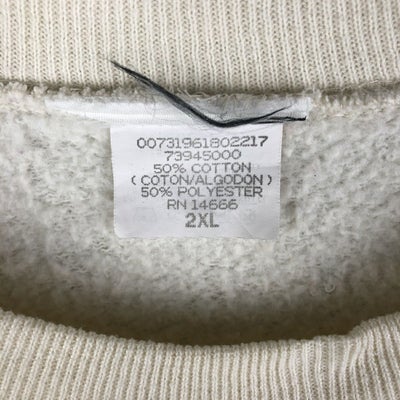 00731961802217
73945000
50% COTTON
(COTON/ALGODON)
50% POLYESTER
RN 14666
2XL